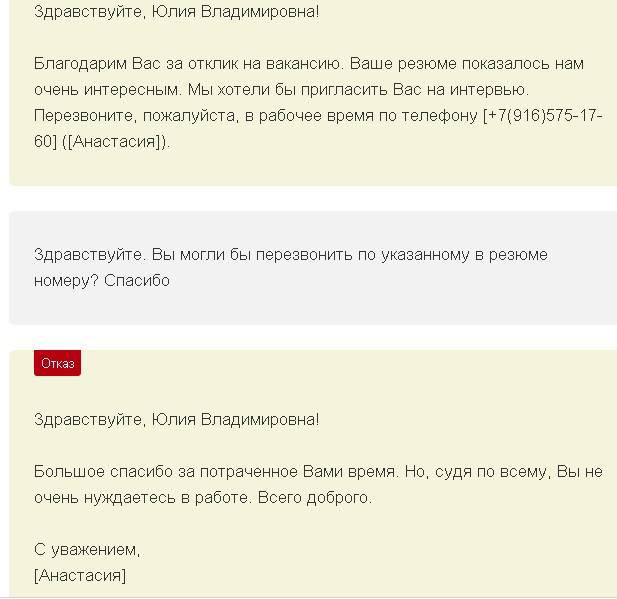 Здравствуйте, Юлия Владимировна!
Благодарим Вас за отклик на вакансию. Ваше резюме показалось нам
очень интересным. Мы хотели бы пригласить Вас на интервью.
Перезвоните, пожалуйста, в рабочее время по телефону [+7(916)575-17-
60] ([Анастасия]).
Здравствуйте. Вы могли бы перезвонить по указанному в резюме
номеру? Спасибо
Отказ
Здравствуйте, Юлия Владимировна!
Большое спасибо за потраченное Вами время. Но, судя по всему, Вы не
очень нуждаетесь в работе. Всего доброго.
С уважением,
[Анастасия]